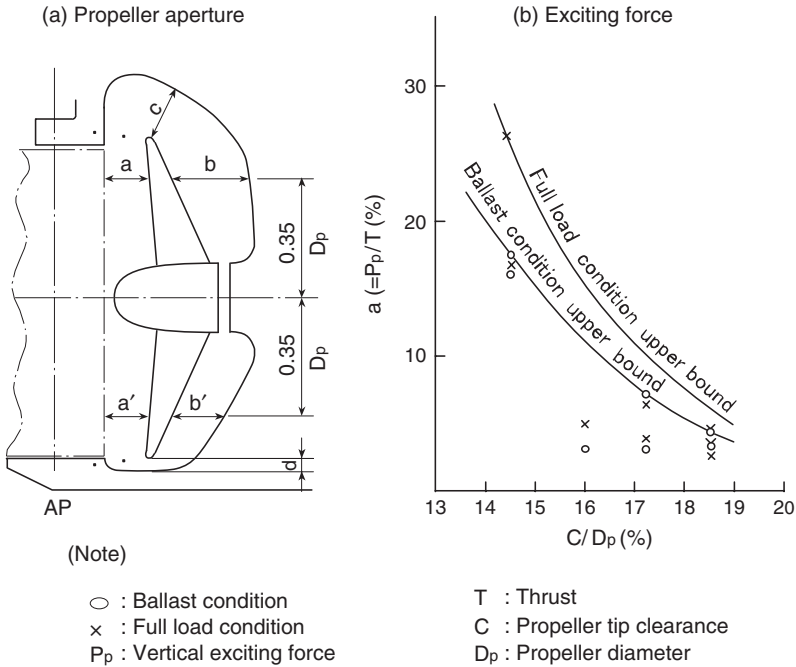 (a) Propeller aperture
(b) Exciting force
c
a
b
0.35
Dp
0.35
Dp
a′
b′
d
AP
a (=Pp/T (%)
30
20
10
Full load condition upper bound
Ballast condition upper bound
13 14 15 16 17 18 19 20
C/Dp (%)
(Note)
: Ballast condition
: Full load condition
Pp : Vertical exciting force
T : Thrust
C : Propeller tip clearance
Dp : Propeller diameter